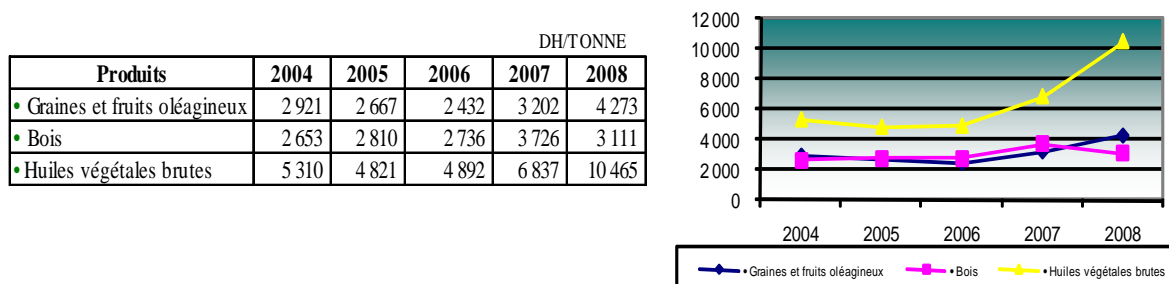 DH/TONNE
Produits 2004 2005 2006 2007 2008
• Graines et fruits oléagineux 2 921 2 667 2 432 3 202 4 273
• Bois 2 653 2 810 2 736 3 726 3 111
• Huiles végétales brutes 5 310 4 821 4 892 6 837 10 465
12 000
10 000
8 000
6 000
4 000
2 000
0
2004 2005 2006 2007 2008
• Graines et fruits oléagineux • Bois • Huiles végétales brutes